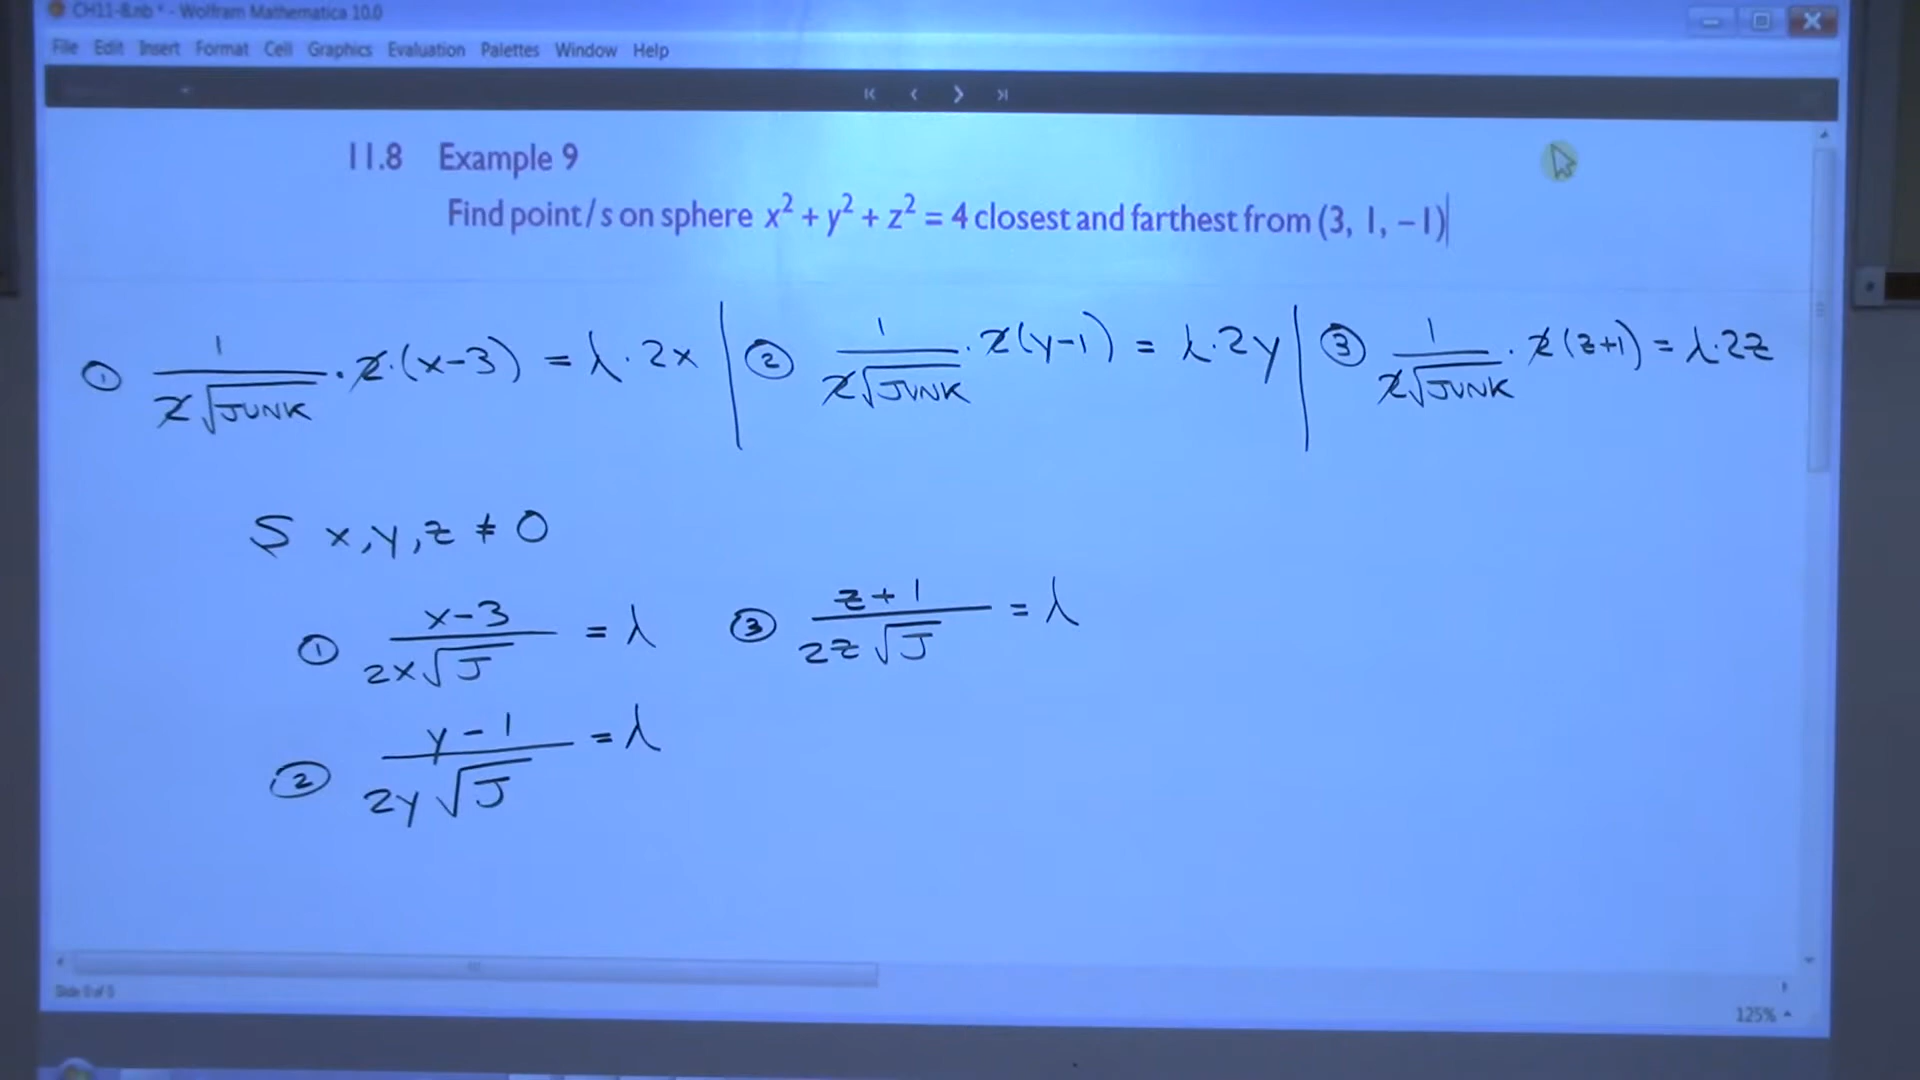 CH11-8.nb * - Wolfram Mathematica 10.0
File Edit Insert Format Cell Graphics Evaluation Palettes Window Help
11.8 Example 9
Find point/s on sphere x² + y² + z² = 4 closest and farthest from (3, 1, −1)
① 1/(2√JUNK) · 2·(x−3) = λ·2x | ② 1/(2√JUNK) · 2(y−1) = λ·2y | ③ 1/(2√JUNK) · 2(z+1) = λ·2z
S x,y,z ≠ 0
① (x−3)/(2x√J) = λ ③ (z+1)/(2z√J) = λ
② (y−1)/(2y√J) = λ
125%